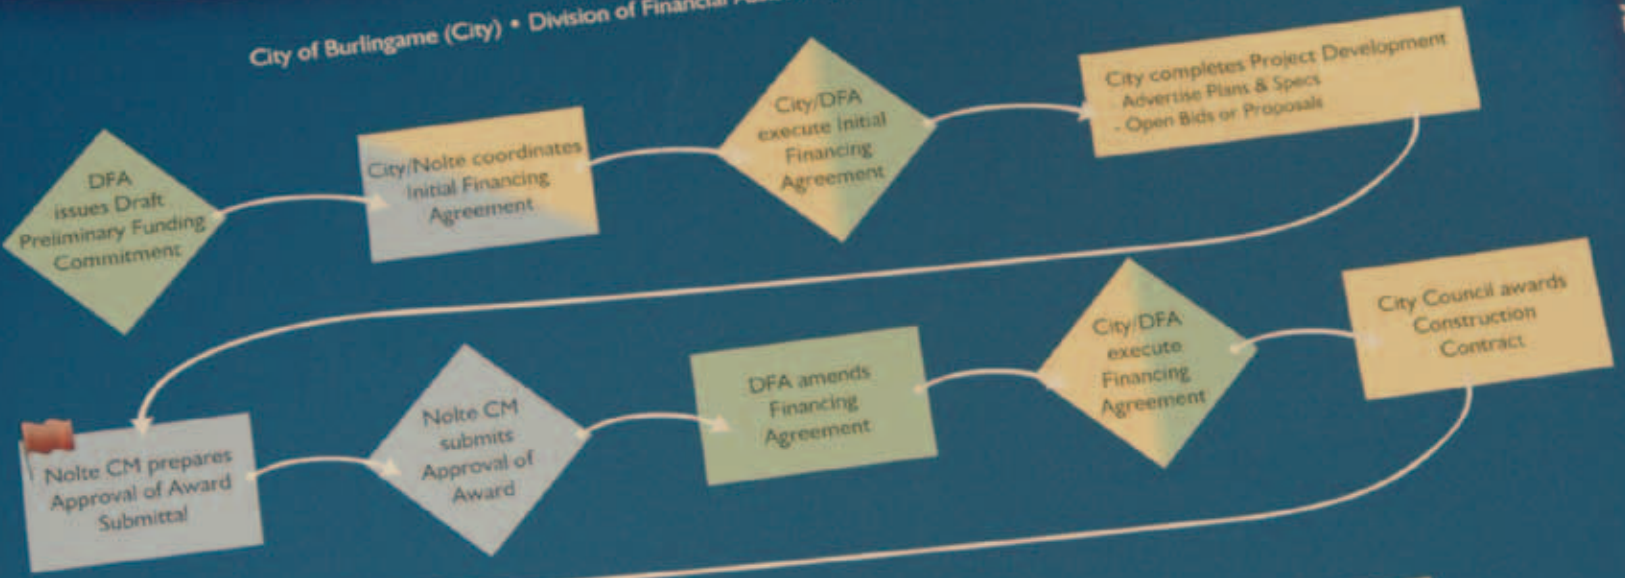 City of Burlingame (City) • Division of Financial
DFA
issues Draft
Preliminary Funding
Commitment
City/Nolte coordinates
Initial Financing
Agreement
City/DFA
execute Initial
Financing
Agreement
City completes Project Development
Advertise Plans & Specs
- Open Bids or Proposals
Nolte CM prepares
Approval of Award
Submittal
Nolte CM
submits
Approval of
Award
DFA amends
Financing
Agreement
City/DFA
execute
Financing
Agreement
City Council awards
Construction
Contract